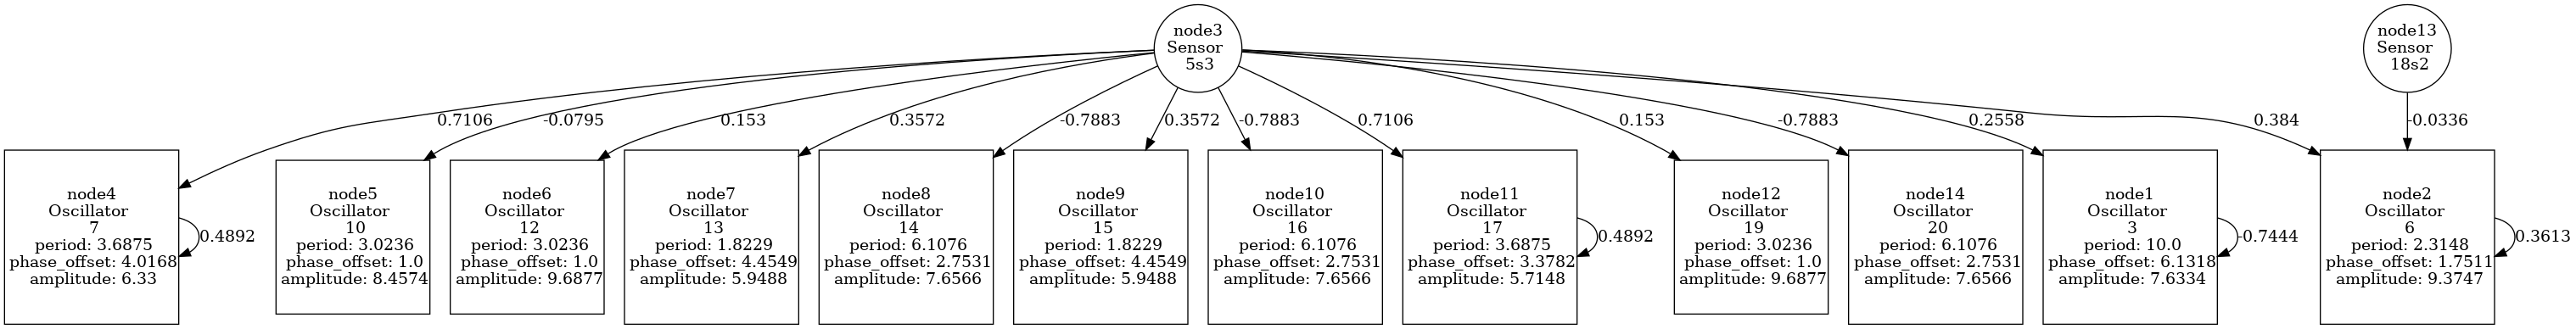 node3
Sensor
5s3
node13
Sensor
18s2
0.7106
-0.0795
0.153
0.3572
-0.7883
0.3572
-0.7883
0.7106
0.153
-0.7883
0.2558
0.384
-0.0336
node4
Oscillator
7
period: 3.6875
phase_offset: 4.0168
amplitude: 6.33
0.4892
node5
Oscillator
10
period: 3.0236
phase_offset: 1.0
amplitude: 8.4574
node6
Oscillator
12
period: 3.0236
phase_offset: 1.0
amplitude: 9.6877
node7
Oscillator
13
period: 1.8229
phase_offset: 4.4549
amplitude: 5.9488
node8
Oscillator
14
period: 6.1076
phase_offset: 2.7531
amplitude: 7.6566
node9
Oscillator
15
period: 1.8229
phase_offset: 4.4549
amplitude: 5.9488
node10
Oscillator
16
period: 6.1076
phase_offset: 2.7531
amplitude: 7.6566
node11
Oscillator
17
period: 3.6875
phase_offset: 3.3782
amplitude: 5.7148
0.4892
node12
Oscillator
19
period: 3.0236
phase_offset: 1.0
amplitude: 9.6877
node14
Oscillator
20
period: 6.1076
phase_offset: 2.7531
amplitude: 7.6566
node1
Oscillator
3
period: 10.0
phase_offset: 6.1318
amplitude: 7.6334
-0.7444
node2
Oscillator
6
period: 2.3148
phase_offset: 1.7511
amplitude: 9.3747
0.3613